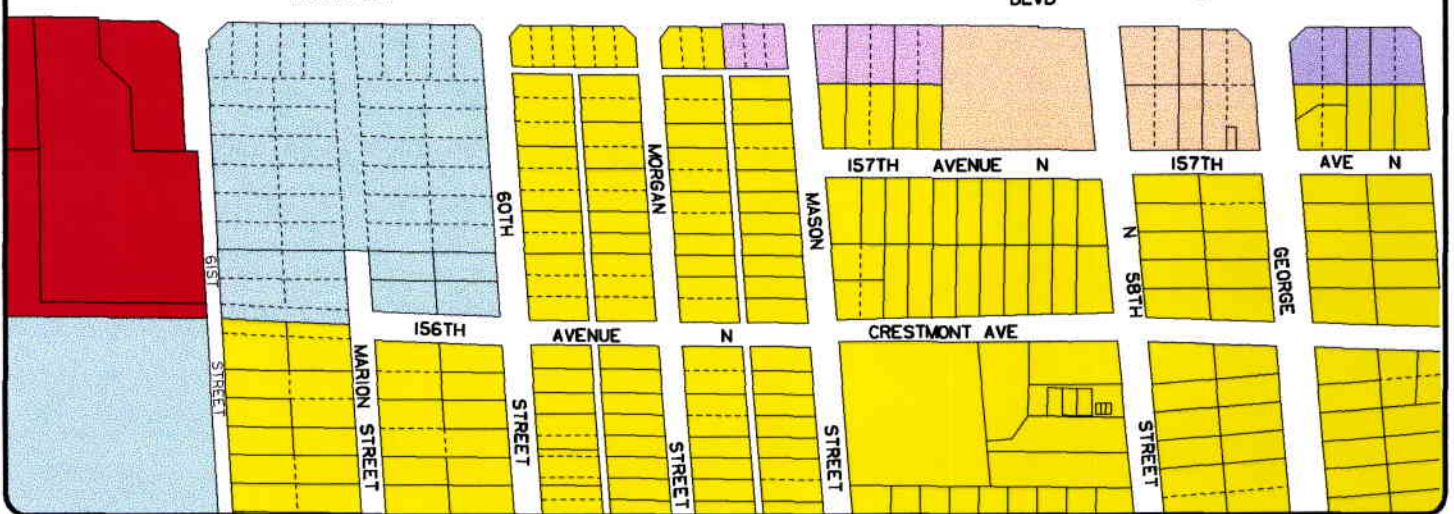 BLVD
157TH AVENUE N
157TH
AVE N
MORGAN
60TH
MASON
N 58TH
GEORGE
61ST
156TH
AVENUE
N
CRESTMONT AVE
MARION STREET
STREET
STREET
STREET
STREET
STREET